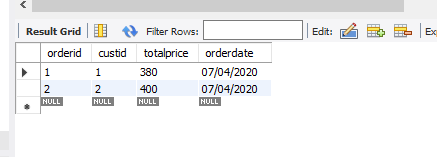 Result Grid Filter Rows: Edit:
orderid custid totalprice orderdate
1 1 380 07/04/2020
2 2 400 07/04/2020
NULL NULL NULL NULL